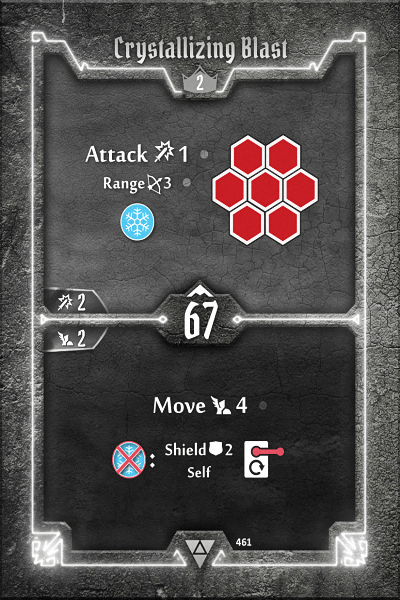 Crystallizing Blast
2
Attack 1
Range 3
2
67
2
Move 4
: Shield 2
Self
461